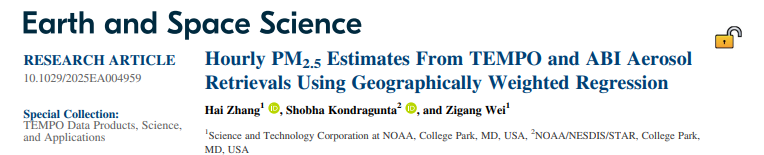 Earth and Space Science
RESEARCH ARTICLE
10.1029/2025EA004959
Special Collection:
TEMPO Data Products, Science,
and Applications
Hourly PM2.5 Estimates From TEMPO and ABI Aerosol
Retrievals Using Geographically Weighted Regression
Hai Zhang1 iD, Shobha Kondragunta2 iD, and Zigang Wei1
1Science and Technology Corporation at NOAA, College Park, MD, USA, 2NOAA/NESDIS/STAR, College Park,
MD, USA